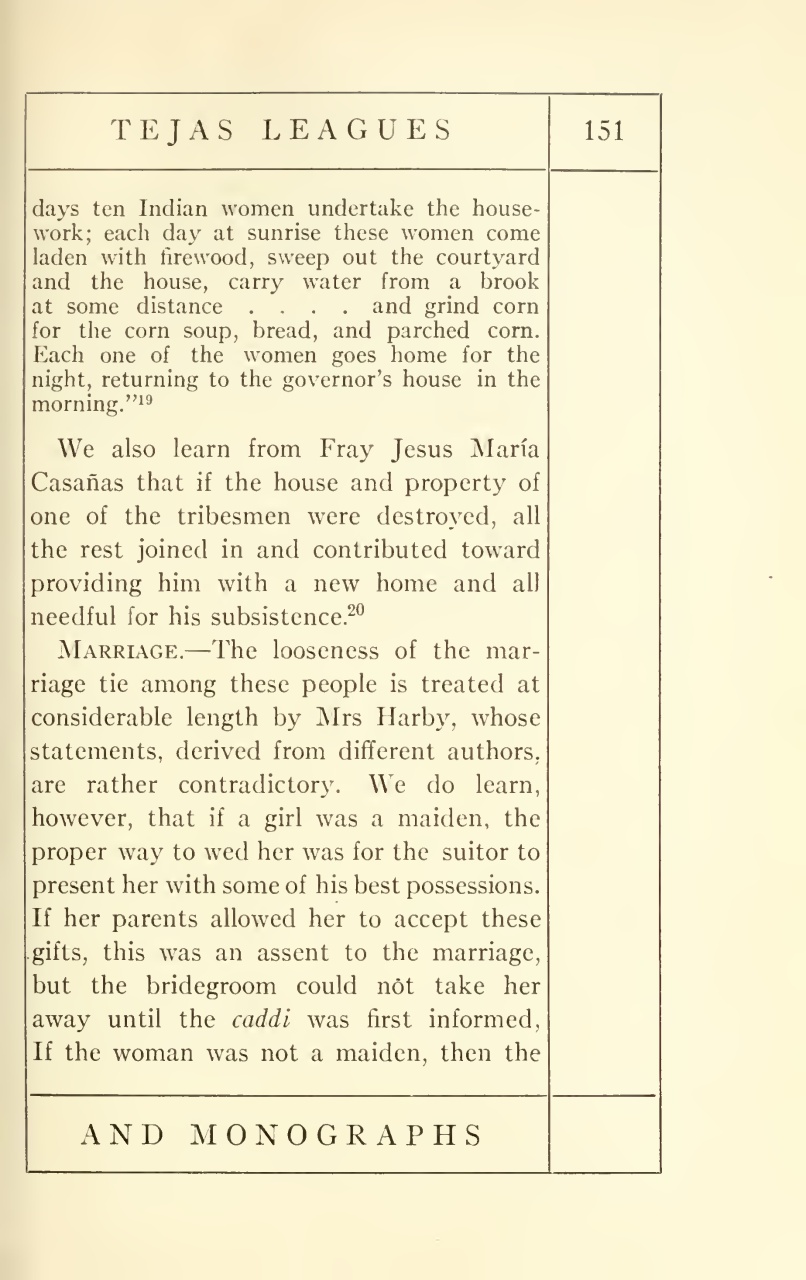 TEJAS LEAGUES 151
days ten Indian women undertake the house-
work; each day at sunrise these women come
laden with firewood, sweep out the courtyard
and the house, carry water from a brook
at some distance . . . . and grind corn
for the corn soup, bread, and parched corn.
Each one of the women goes home for the
night, returning to the governor's house in the
morning."19
We also learn from Fray Jesus María
Casañas that if the house and property of
one of the tribesmen were destroyed, all
the rest joined in and contributed toward
providing him with a new home and all
needful for his subsistence.20
MARRIAGE.—The looseness of the mar-
riage tie among these people is treated at
considerable length by Mrs Harby, whose
statements, derived from different authors,
are rather contradictory. We do learn,
however, that if a girl was a maiden, the
proper way to wed her was for the suitor to
present her with some of his best possessions.
If her parents allowed her to accept these
gifts, this was an assent to the marriage,
but the bridegroom could not take her
away until the caddi was first informed,
If the woman was not a maiden, then the
AND MONOGRAPHS